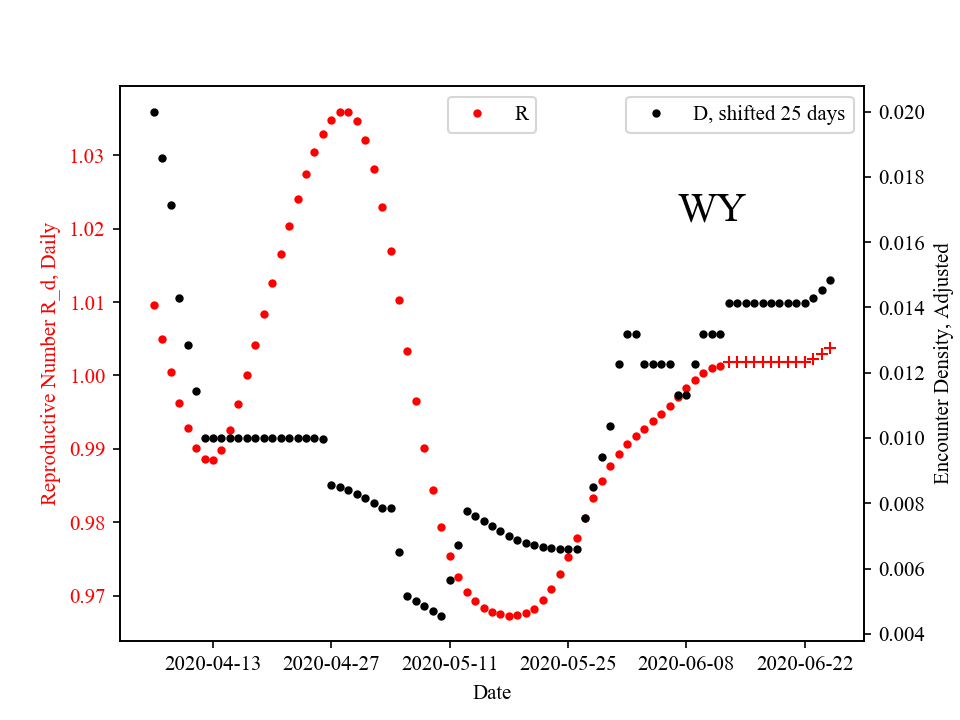 R
D, shifted 25 days
WY
Reproductive Number R_d, Daily
1.03
1.02
1.01
1.00
0.99
0.98
0.97
0.020
0.018
0.016
0.014
0.012
0.010
0.008
0.006
0.004
Encounter Density, Adjusted
2020-04-13 2020-04-27 2020-05-11 2020-05-25 2020-06-08 2020-06-22
Date